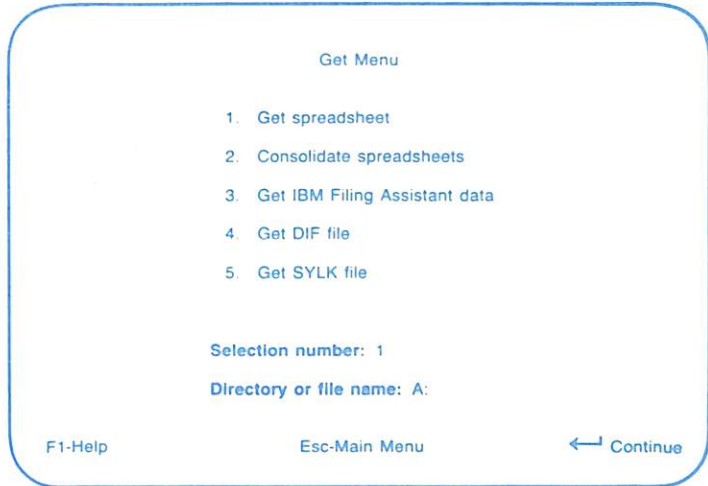 Get Menu
1. Get spreadsheet
2. Consolidate spreadsheets
3. Get IBM Filing Assistant data
4. Get DIF file
5. Get SYLK file
Selection number: 1
Directory or file name: A:
F1-Help Esc-Main Menu ← Continue